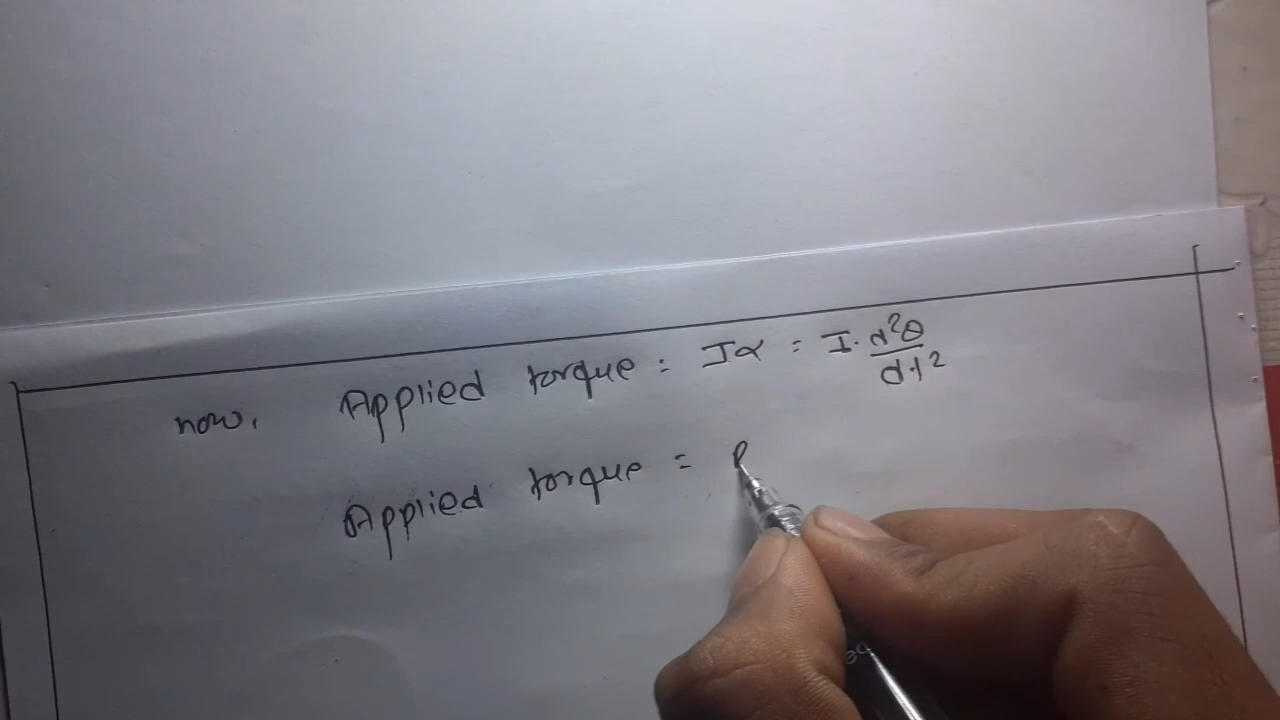 now, Applied torque = Iα = I. d²θ/dt²
Applied torque =